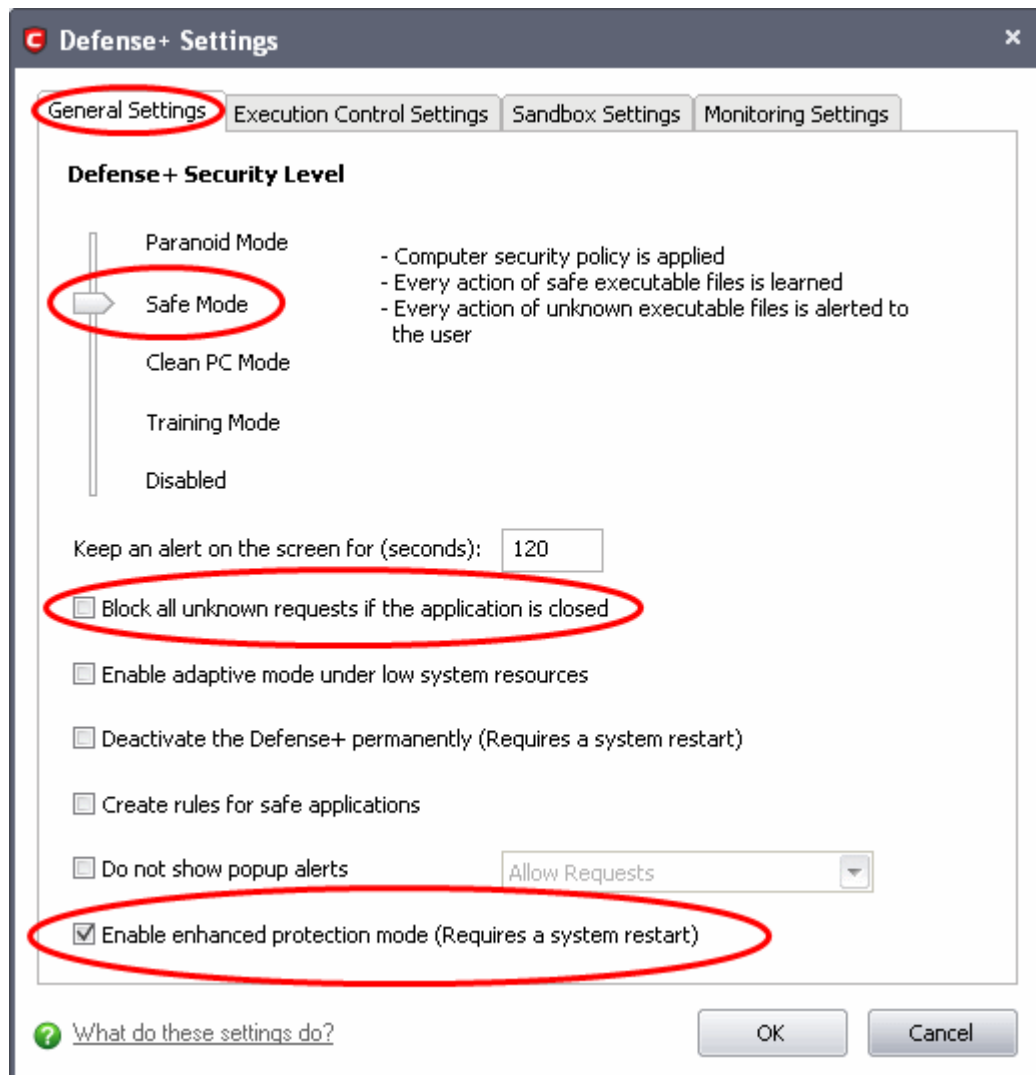 Defense+ Settings
General Settings
Execution Control Settings
Sandbox Settings
Monitoring Settings
Defense+ Security Level
Paranoid Mode
Safe Mode
Clean PC Mode
Training Mode
Disabled
- Computer security policy is applied
- Every action of safe executable files is learned
- Every action of unknown executable files is alerted to
the user
Keep an alert on the screen for (seconds): 120
Block all unknown requests if the application is closed
Enable adaptive mode under low system resources
Deactivate the Defense+ permanently (Requires a system restart)
Create rules for safe applications
Do not show popup alerts
Allow Requests
Enable enhanced protection mode (Requires a system restart)
What do these settings do?
OK
Cancel